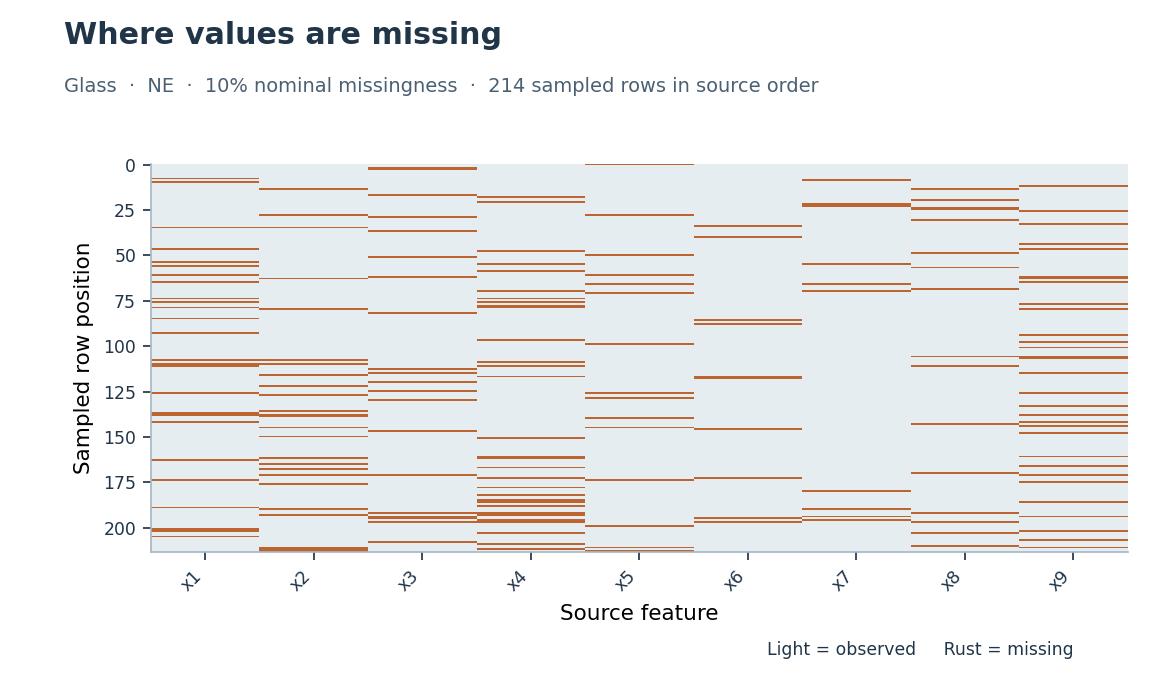 Where values are missing
Glass · NE · 10% nominal missingness · 214 sampled rows in source order
0
25
50
75
100
125
150
175
200
Sampled row position
x1 x2 x3 x4 x5 x6 x7 x8 x9
Source feature
Light = observed Rust = missing